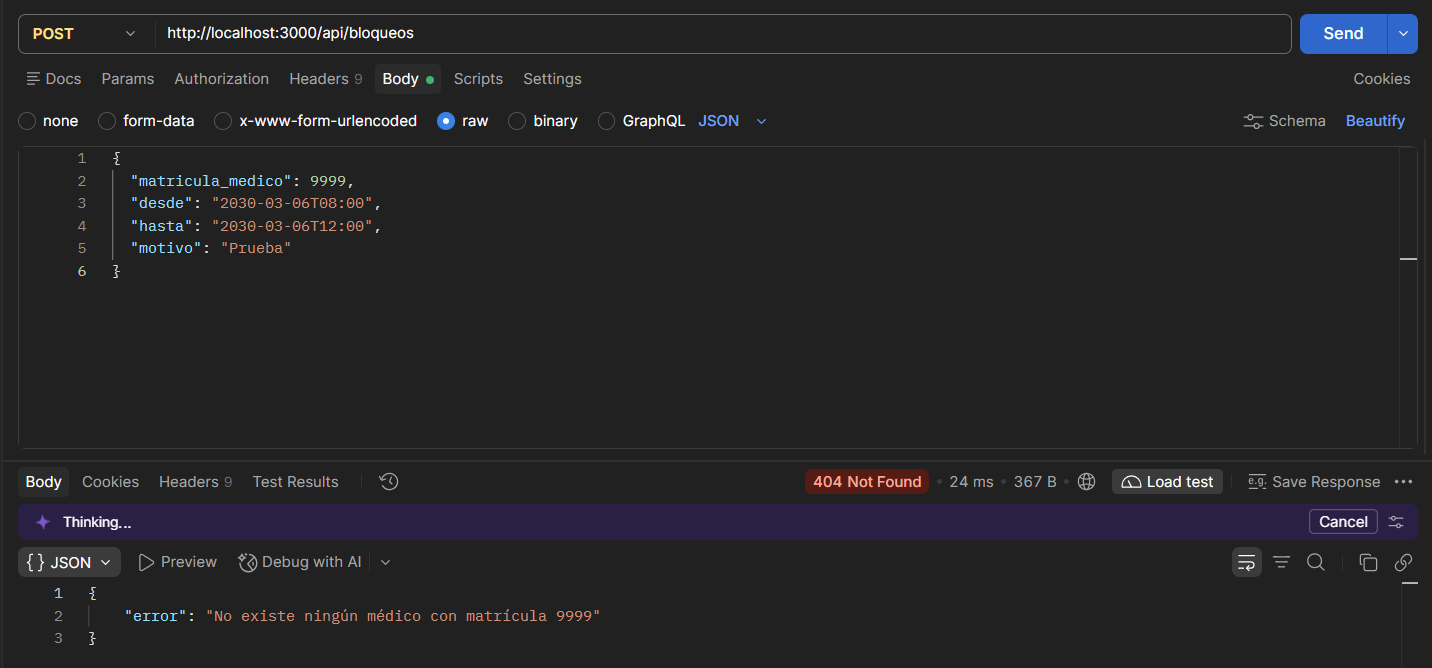 POST http://localhost:3000/api/bloqueos Send
Docs Params Authorization Headers 9 Body Scripts Settings Cookies
none form-data x-www-form-urlencoded raw binary GraphQL JSON Schema Beautify
1 {
2 "matricula_medico": 9999,
3 "desde": "2030-03-06T08:00",
4 "hasta": "2030-03-06T12:00",
5 "motivo": "Prueba"
6 }
Body Cookies Headers 9 Test Results 404 Not Found • 24 ms • 367 B • Load test e.g. Save Response
Thinking... Cancel
{} JSON Preview Debug with AI
1 {
2 "error": "No existe ningún médico con matrícula 9999"
3 }